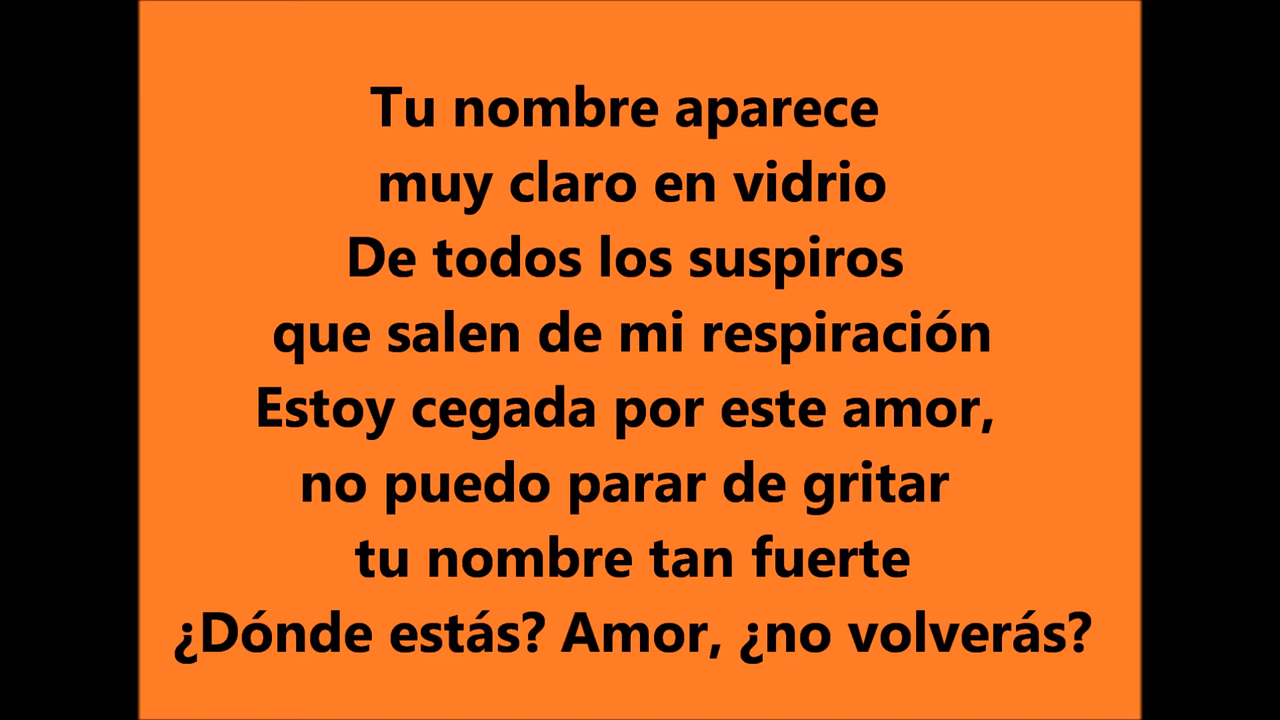 Tu nombre aparece
muy claro en vidrio
De todos los suspiros
que salen de mi respiración
Estoy cegada por este amor,
no puedo parar de gritar
tu nombre tan fuerte
¿Dónde estás? Amor, ¿no volverás?